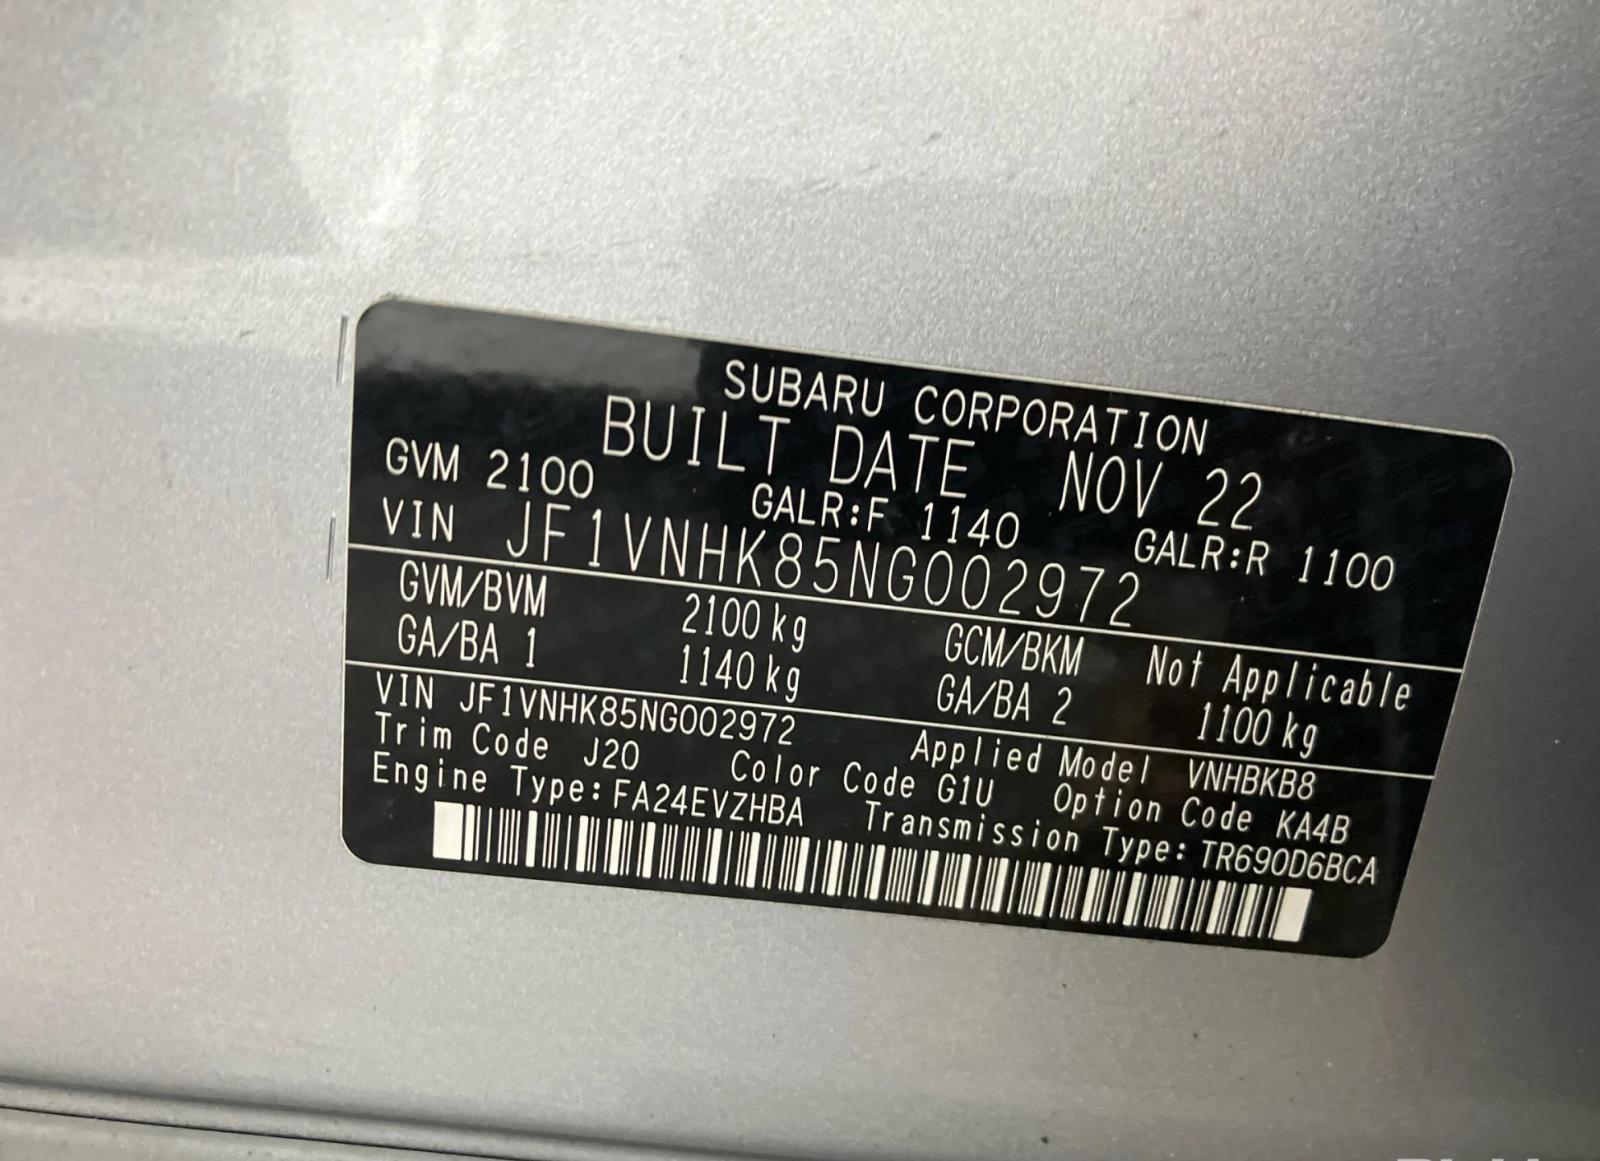 SUBARU CORPORATION
BUILT DATE NOV 22
GVM 2100 GALR:F 1140 GALR:R 1100
VIN JF1VNHK85NG002972
GVM/BVM 2100 kg GCM/BKM Not Applicable
GA/BA 1 1140 kg GA/BA 2 1100 kg
VIN JF1VNHK85NG002972 Applied Model VNHBKB8
Trim Code J20 Color Code G1U Option Code KA4B
Engine Type: FA24EVZHBA Transmission Type: TR690D6BCA